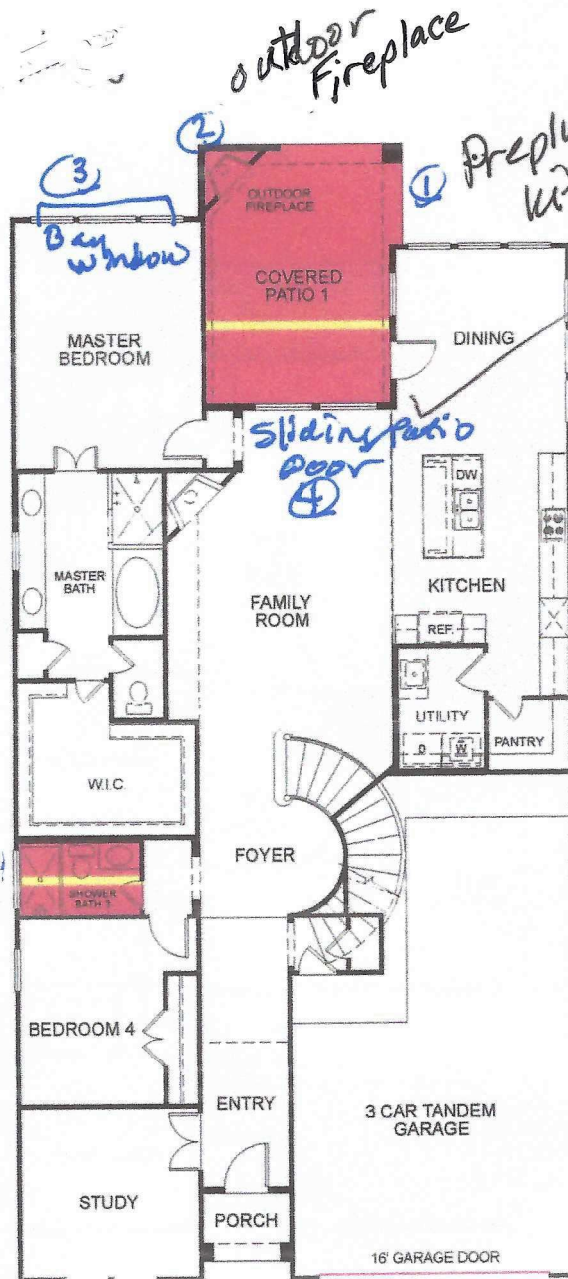 outdoor
Fireplace
②
③
①
OUTDOOR
FIREPLACE
Bay
window
COVERED
PATIO 1
MASTER
BEDROOM
DINING
Sliding Patio
Door
④
DW
MASTER
BATH
FAMILY
ROOM
KITCHEN
REF.
UTILITY
D
W
PANTRY
W.I.C.
FOYER
SHOWER
BEDROOM 4
ENTRY
3 CAR TANDEM
GARAGE
STUDY
PORCH
16' GARAGE DOOR